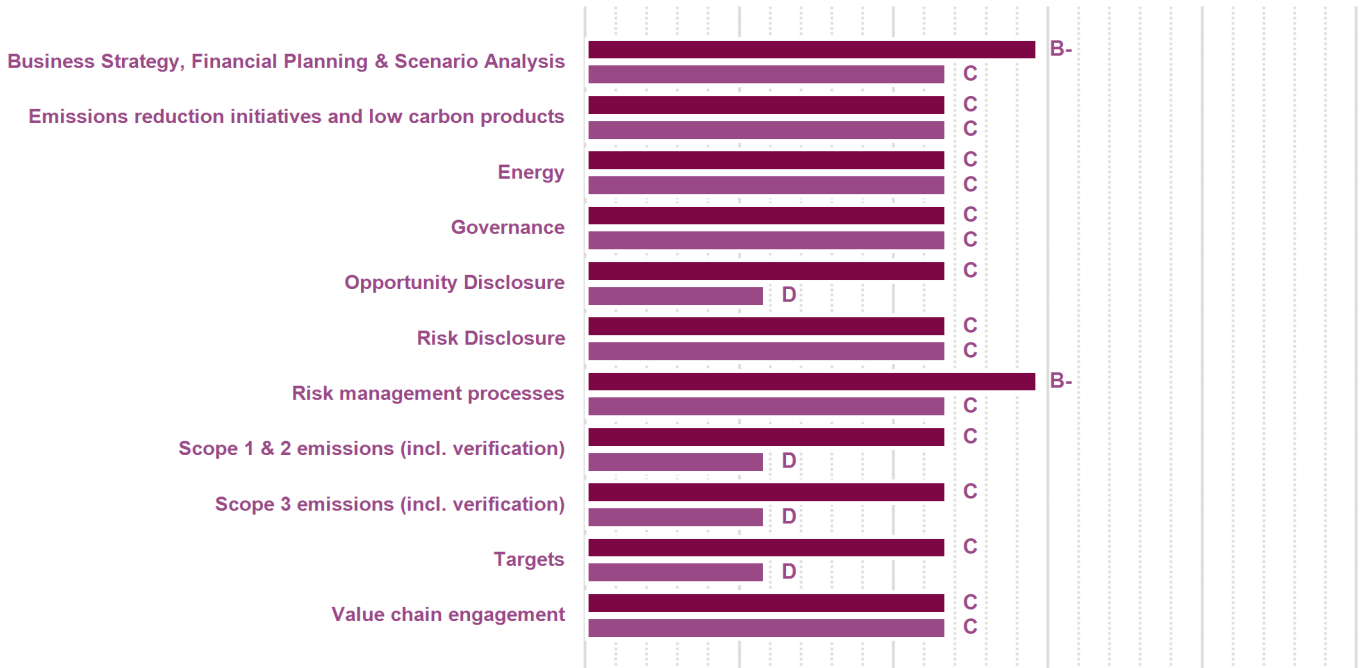 Business Strategy, Financial Planning & Scenario Analysis
B-
C
Emissions reduction initiatives and low carbon products
C
C
Energy
C
C
Governance
C
C
Opportunity Disclosure
C
D
Risk Disclosure
C
C
Risk management processes
B-
C
Scope 1 & 2 emissions (incl. verification)
C
D
Scope 3 emissions (incl. verification)
C
D
Targets
C
D
Value chain engagement
C
C